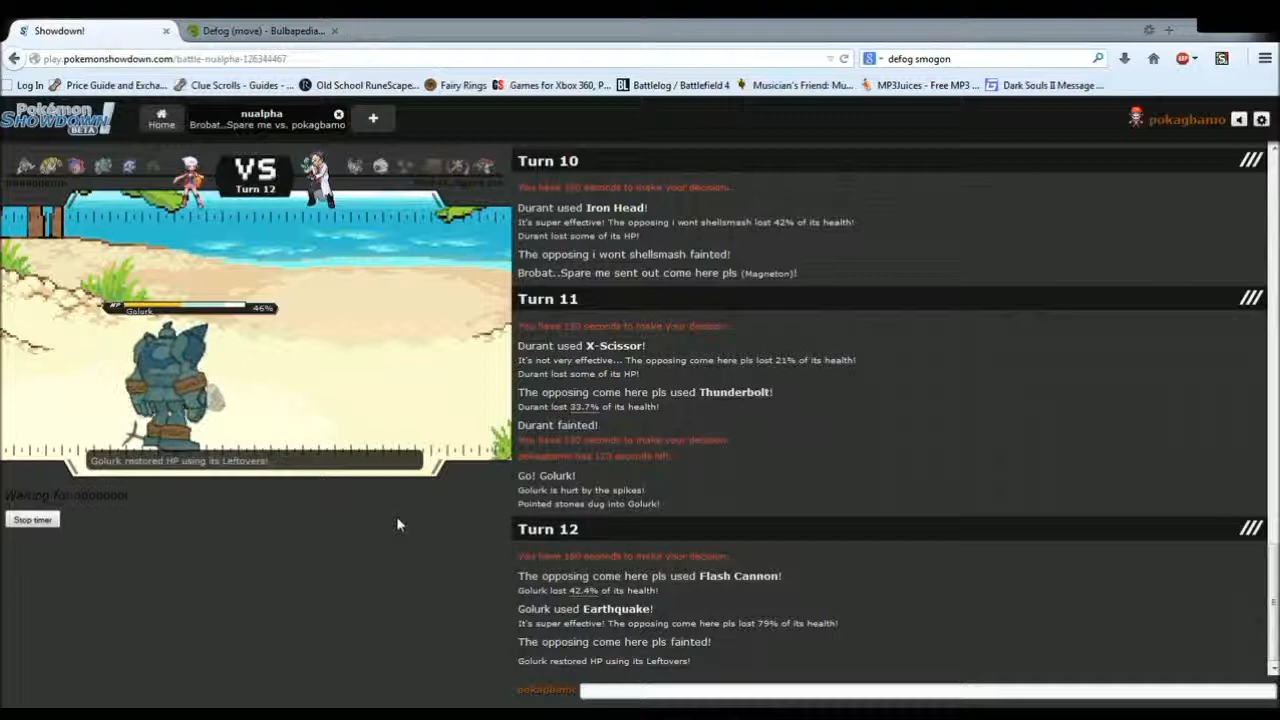 Showdown!
Defog (move) - Bulbapedia...
play.pokemonshowdown.com/battle-nualpha-126344467
defog smogon
Log In
Price Guide and Excha...
Clue Scrolls - Guides - ...
Old School RuneScape...
Fairy Rings
Games for Xbox 360, P...
Battlelog / Battlefield 4
Musician's Friend: Mu...
MP3Juices - Free MP3 ...
Dark Souls II Message ...
Pokémon
SHOWDOWN!
BETA
Home
nualpha
Brobat..Spare me vs. pokagbamo
pokagbamo
VS
Turn 12
HP
46%
Golurk
Golurk restored HP using its Leftovers!
Stop timer
Turn 10
Durant used Iron Head!
It's super effective! The opposing i wont shellsmash lost 42% of its health!
Durant lost some of its HP!
The opposing i wont shellsmash fainted!
Brobat..Spare me sent out come here pls (Magneton)!
Turn 11
Durant used X-Scissor!
It's not very effective... The opposing come here pls lost 21% of its health!
Durant lost some of its HP!
The opposing come here pls used Thunderbolt!
Durant lost 33.7% of its health!
Durant fainted!
pokagbamo has 120 seconds left.
Go! Golurk!
Golurk is hurt by the spikes!
Pointed stones dug into Golurk!
Turn 12
The opposing come here pls used Flash Cannon!
Golurk lost 42.4% of its health!
Golurk used Earthquake!
It's super effective! The opposing come here pls lost 79% of its health!
The opposing come here pls fainted!
Golurk restored HP using its Leftovers!
pokagbamo: